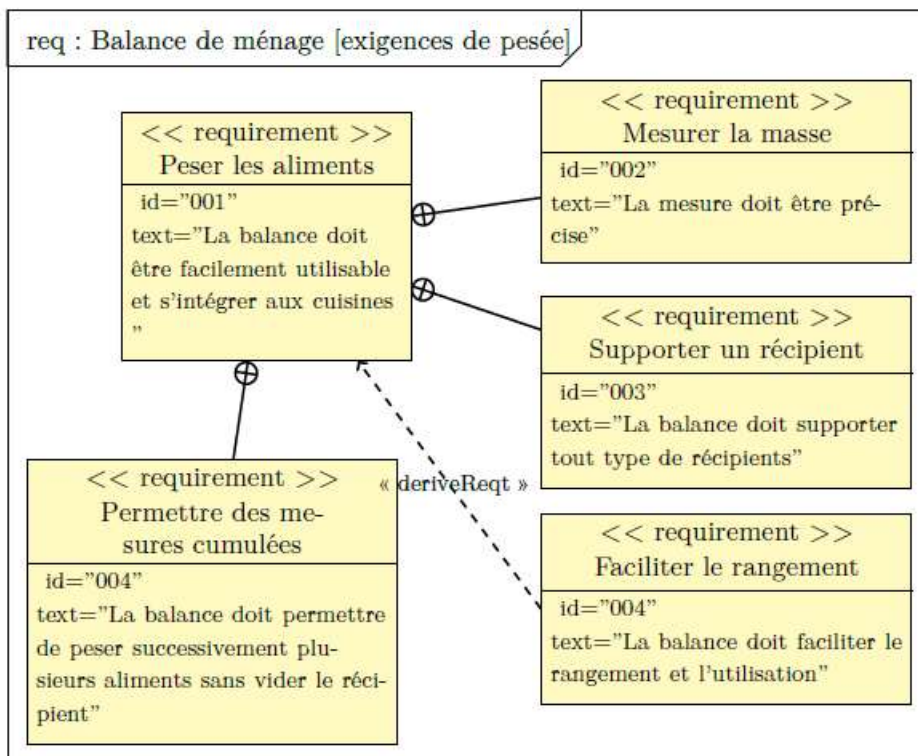 req : Balance de ménage [exigences de pesée]
<< requirement >>
Peser les aliments
id="001"
text="La balance doit
être facilement utilisable
et s'intégrer aux cuisines
"
<< requirement >>
Mesurer la masse
id="002"
text="La mesure doit être pré-
cise"
<< requirement >>
Supporter un récipient
id="003"
text="La balance doit supporter
tout type de récipients"
« deriveReqt »
<< requirement >>
Permettre des me-
sures cumulées
id="004"
text="La balance doit permettre
de peser successivement plu-
sieurs aliments sans vider le réci-
pient"
<< requirement >>
Faciliter le rangement
id="004"
text="La balance doit faciliter le
rangement et l'utilisation"